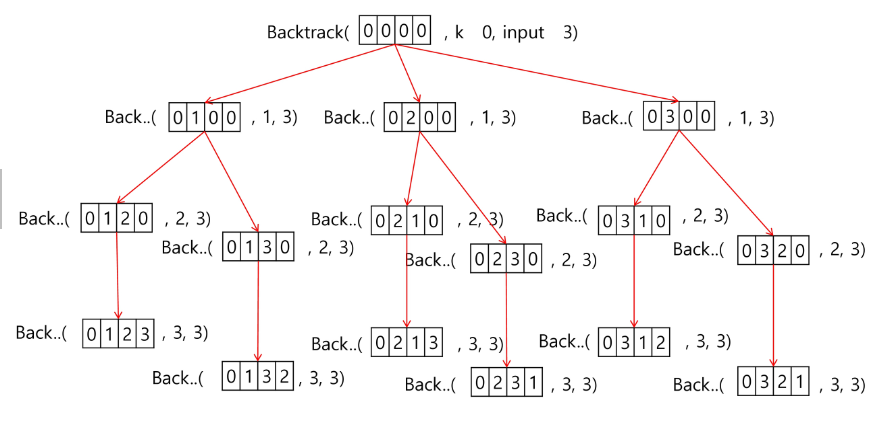 Backtrack( 0 0 0 0 , k 0, input 3)
Back..( 0 1 0 0 , 1, 3) Back..( 0 2 0 0 , 1, 3) Back..( 0 3 0 0 , 1, 3)
Back..( 0 1 2 0 , 2, 3) Back..( 0 2 1 0 , 2, 3) Back..( 0 3 1 0 , 2, 3)
Back..( 0 1 3 0 , 2, 3) Back..( 0 2 3 0 , 2, 3) Back..( 0 3 2 0 , 2, 3)
Back..( 0 1 2 3 , 3, 3) Back..( 0 2 1 3 , 3, 3) Back..( 0 3 1 2 , 3, 3)
Back..( 0 1 3 2 , 3, 3) Back..( 0 2 3 1 , 3, 3) Back..( 0 3 2 1 , 3, 3)